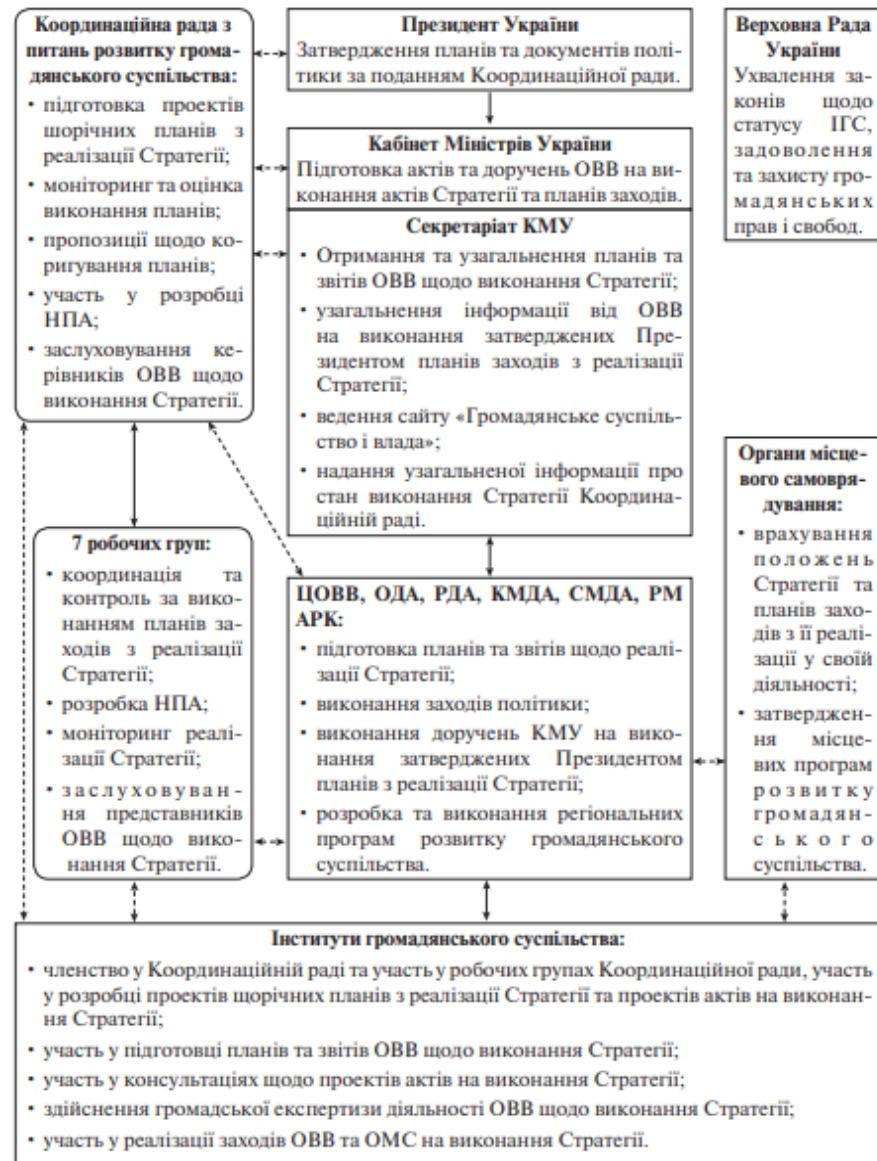 Координаційна рада з
питань розвитку грома-
дянського суспільства:
• підготовка проектів
шорічних планів з
реалізації Стратегії;
• моніторинг та оцінка
виконання планів;
• пропозиції щодо ко-
ригування планів;
• участь у розробці
НПА;
• заслуховування ке-
рівників ОВВ щодо
виконання Стратегії.
Президент України
Затвердження планів та документів полі-
тики за поданням Координаційної ради.
Кабінет Міністрів України
Підготовка актів та доручень ОВВ на ви-
конання актів Стратегії та планів заходів.
Секретаріат КМУ
• Отримання та узагальнення планів та
звітів ОВВ щодо виконання Стратегії;
• узагальнення інформації від ОВВ
на виконання затверджених Пре-
зидентом планів заходів з реалізації
Стратегії;
• ведення сайту «Громадянське суспіль-
ство і влада»;
• надання узагальненої інформації про
стан виконання Стратегії Координа-
ційній раді.
Верховна Рада
України
Ухвалення за-
конів щодо
статусу ІГС,
задоволення
та захисту гро-
мадянських
прав і свобод.
7 робочих груп:
• координація та
контроль за вико-
нанням планів за-
ходів з реалізації
Стратегії;
• розробка НПА;
• моніторинг реалі-
зації Стратегії;
• заслуховуван-
ня представників
ОВВ щодо вико-
нання Стратегії.
ЦОВВ, ОДА, РДА, КМДА, СМДА, РМ
АРК:
• підготовка планів та звітів щодо реалі-
зації Стратегії;
• виконання заходів політики;
• виконання доручень КМУ на вико-
нання затверджених Президентом
планів з реалізації Стратегії;
• розробка та виконання регіональних
програм розвитку громадянського
суспільства.
Органи місце-
вого самовря-
дування:
• врахування
положень
Стратегії та
планів захо-
дів з її реалі-
зації у своїй
діяльності;
• затверджен-
ня місце-
вих програм
розвитку
громадян-
ського
суспільства.
Інститути громадянського суспільства:
• членство у Координаційній раді та участь у робочих групах Координаційної ради, участь
у розробці проектів щорічних планів з реалізації Стратегії та проектів актів на виконан-
ня Стратегії;
• участь у підготовці планів та звітів ОВВ щодо виконання Стратегії;
• участь у консультаціях щодо проектів актів на виконання Стратегії;
• здійснення громадської експертизи діяльності ОВВ щодо виконання Стратегії;
• участь у реалізації заходів ОВВ та ОМС на виконання Стратегії.